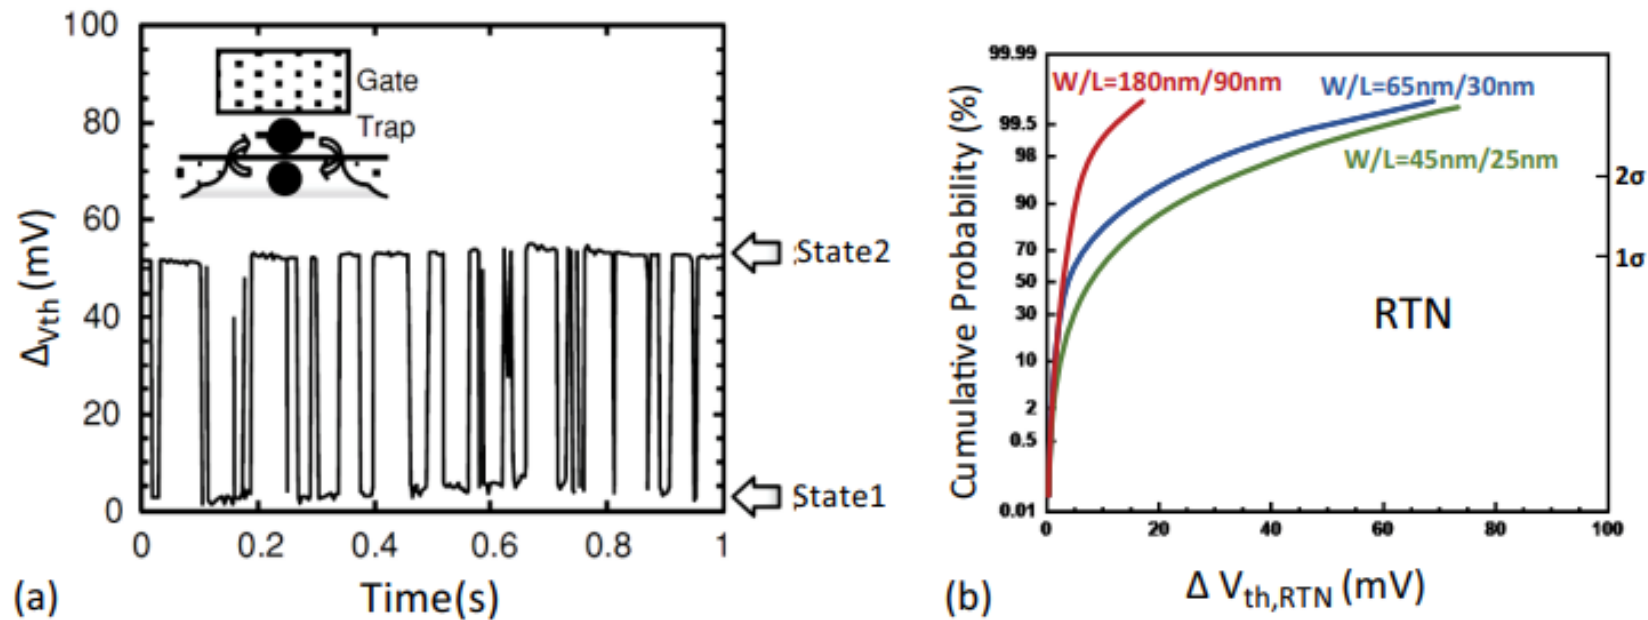 100
80
60
40
20
0
Δ_Vth (mV)
Gate
Trap
State2
State1
0 0.2 0.4 0.6 0.8 1
(a) Time(s)
99.99
99.5
98
90
70
50
30
10
2
0.5
0.01
Cumulative Probability (%)
W/L=180nm/90nm
W/L=65nm/30nm
W/L=45nm/25nm
2σ
1σ
RTN
0 20 40 60 80 100
(b) Δ V_th,RTN (mV)